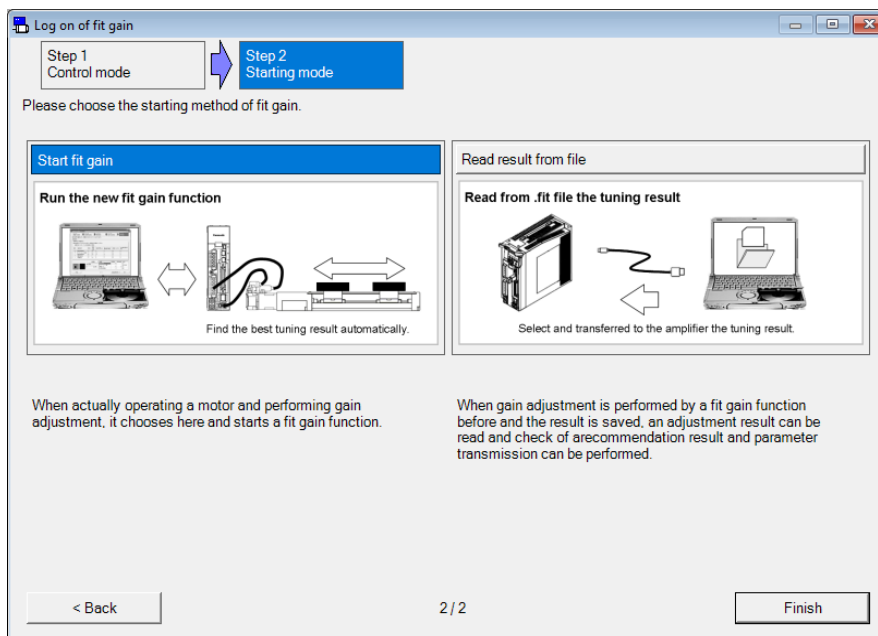 Log on of fit gain
Step 1
Control mode
Step 2
Starting mode
Please choose the starting method of fit gain.
Start fit gain
Run the new fit gain function
Find the best tuning result automatically.
When actually operating a motor and performing gain
adjustment, it chooses here and starts a fit gain function.
Read result from file
Read from .fit file the tuning result
Select and transferred to the amplifier the tuning result.
When gain adjustment is performed by a fit gain function
before and the result is saved, an adjustment result can be
read and check of arecommendation result and parameter
transmission can be performed.
< Back
2 / 2
Finish